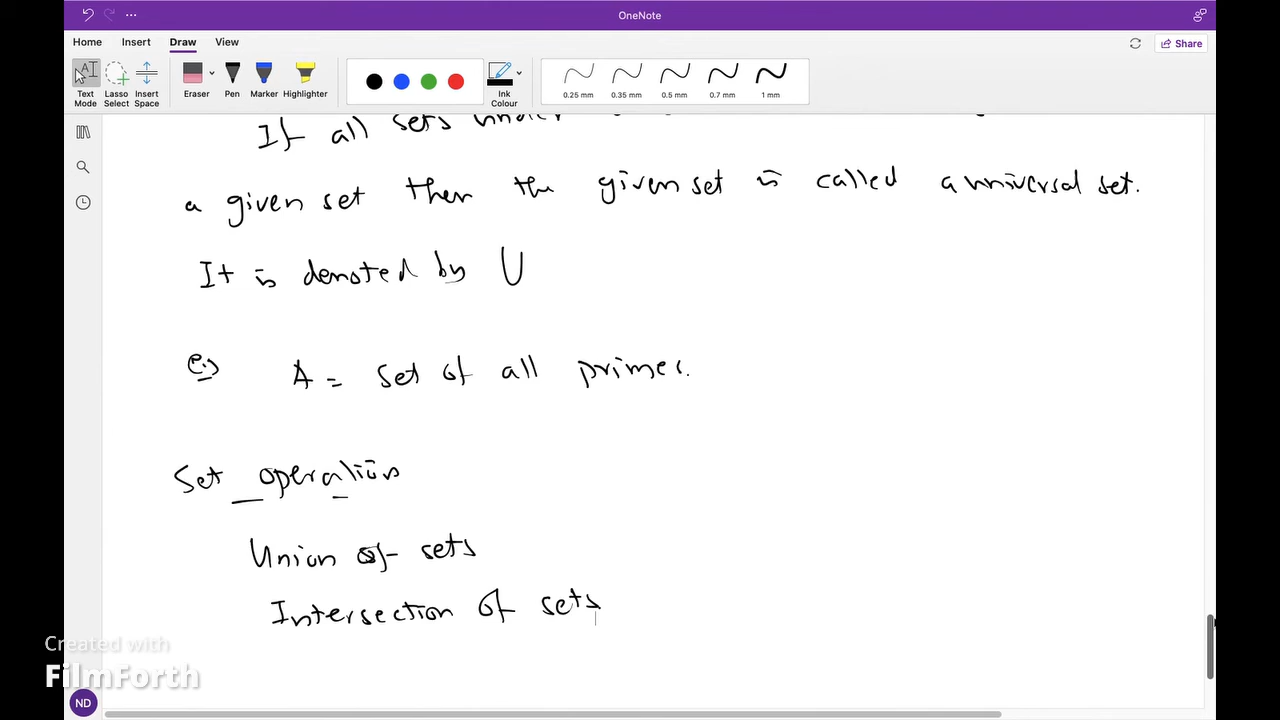 OneNote
Home Insert Draw View
Share
Text Mode
Lasso Select
Insert Space
Eraser
Pen
Marker
Highlighter
Ink Colour
0.25 mm 0.35 mm 0.5 mm 0.7 mm 1 mm
If all sets under
a given set then the given set is called a universal set.
It is denoted by U
eg A = set of all primes.
Set operation
Union of sets
Intersection of sets
Created with
FilmForth
ND